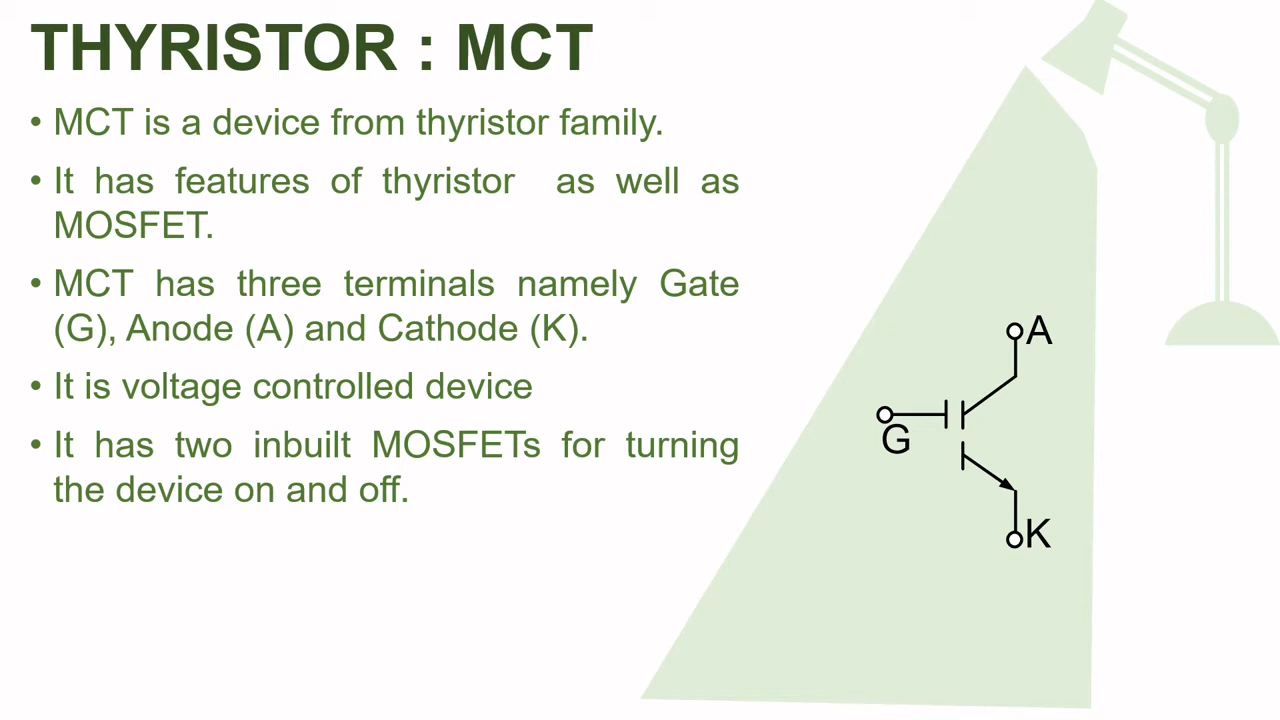 THYRISTOR : MCT
• MCT is a device from thyristor family.
• It has features of thyristor as well as
MOSFET.
• MCT has three terminals namely Gate
(G), Anode (A) and Cathode (K).
• It is voltage controlled device
• It has two inbuilt MOSFETs for turning
the device on and off.
A
G
K